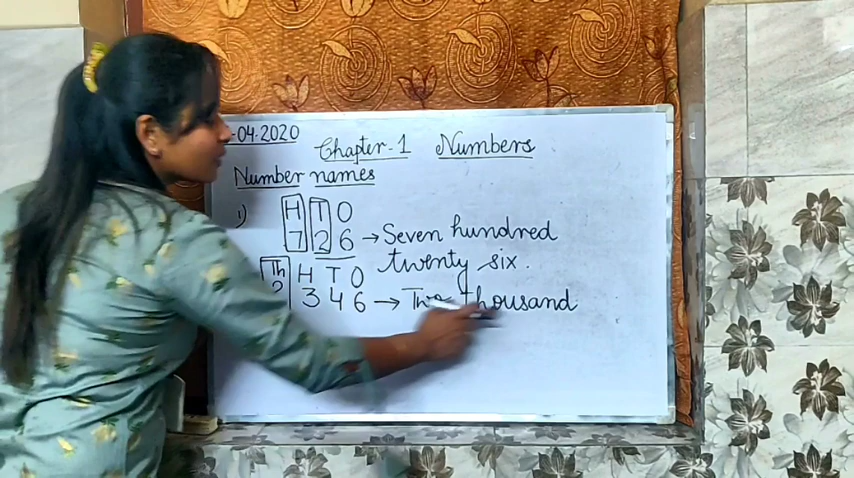 -04.2020
Chapter-1 Numbers
Number names
1) H T O
7 2 6 → Seven hundred
twenty six.
Th H T O
2 3 4 6 → Two Thousand